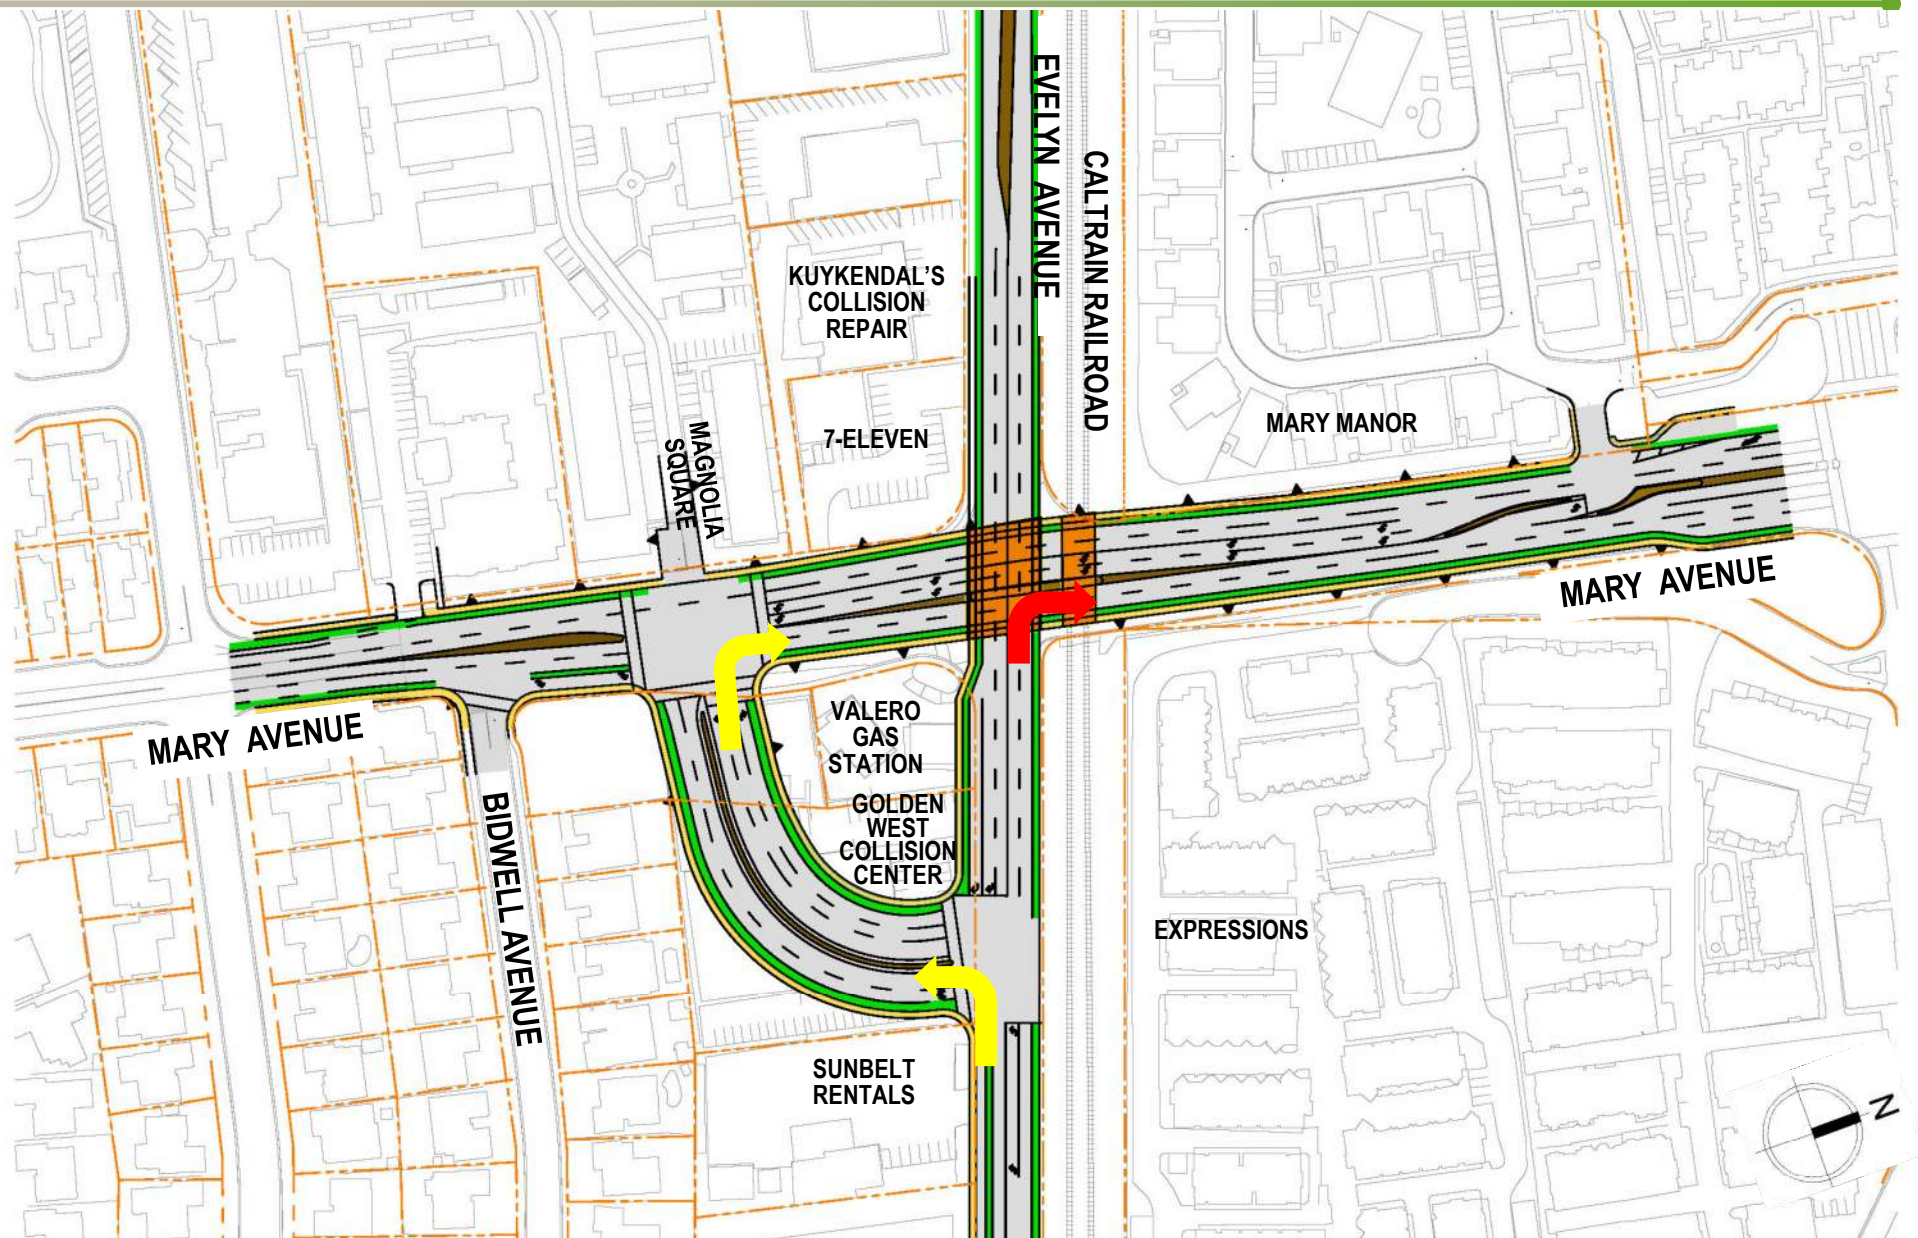 EVELYN AVENUE
CALTRAIN RAILROAD
KUYKENDAL'S
COLLISION
REPAIR
7-ELEVEN
MAGNOLIA
SQUARE
MARY MANOR
MARY AVENUE
MARY AVENUE
VALERO
GAS
STATION
GOLDEN
WEST
COLLISION
CENTER
BIDWELL AVENUE
EXPRESSIONS
SUNBELT
RENTALS
N